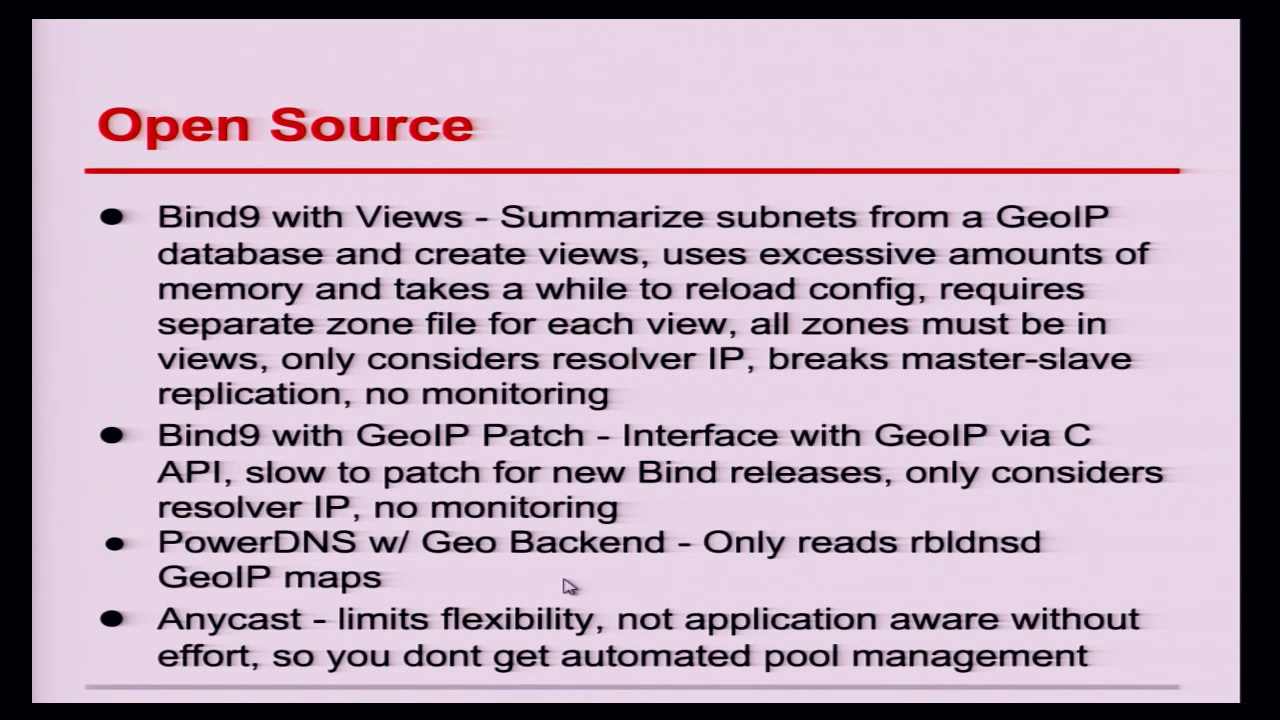 Open Source
● Bind9 with Views - Summarize subnets from a GeoIP
database and create views, uses excessive amounts of
memory and takes a while to reload config, requires
separate zone file for each view, all zones must be in
views, only considers resolver IP, breaks master-slave
replication, no monitoring
● Bind9 with GeoIP Patch - Interface with GeoIP via C
API, slow to patch for new Bind releases, only considers
resolver IP, no monitoring
● PowerDNS w/ Geo Backend - Only reads rbldnsd
GeoIP maps
● Anycast - limits flexibility, not application aware without
effort, so you dont get automated pool management